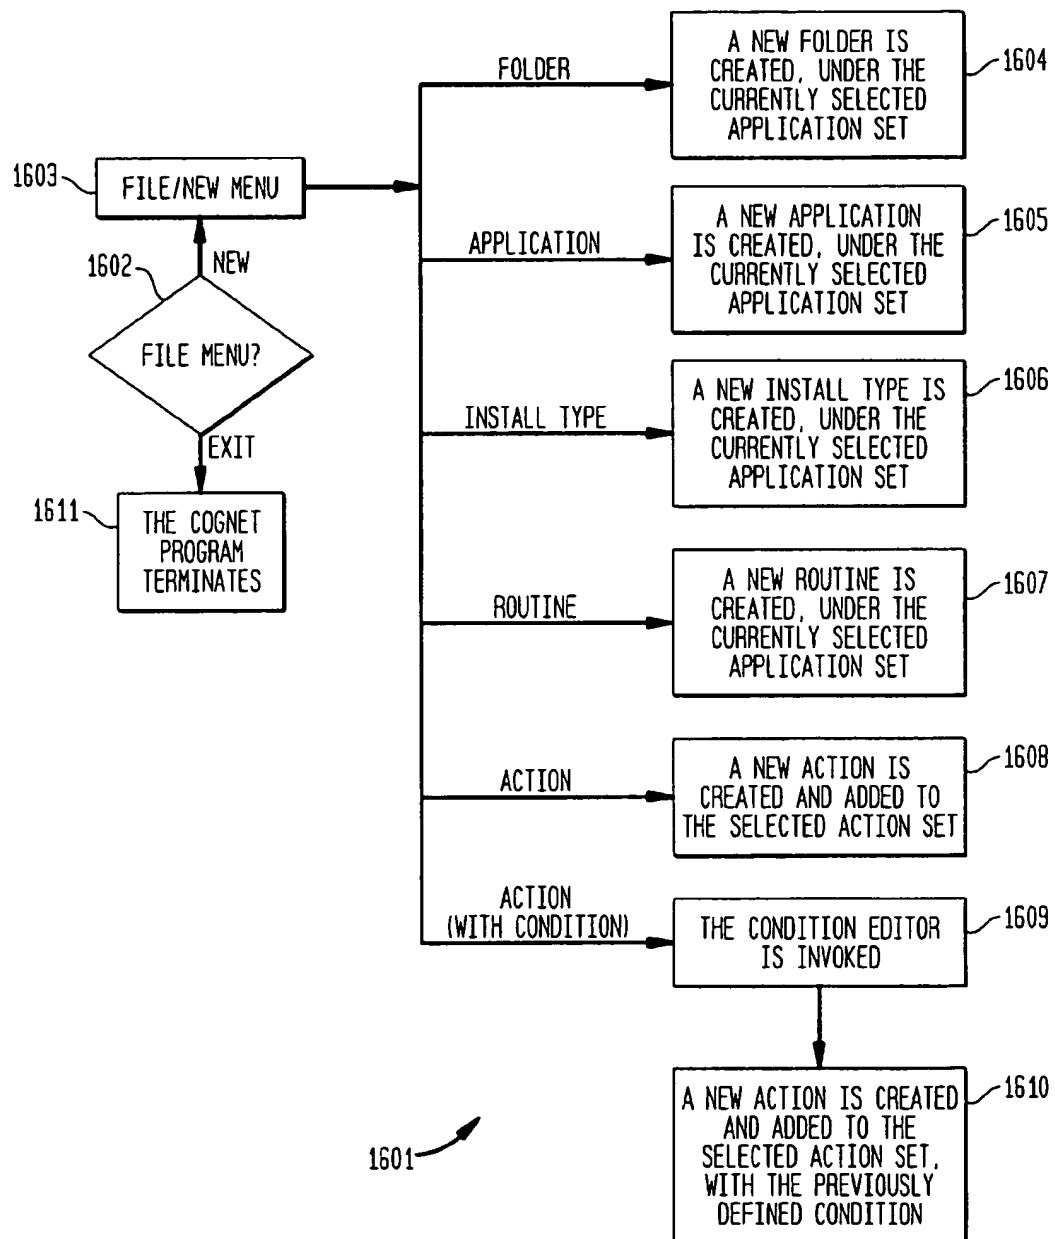 FOLDER
A NEW FOLDER IS
CREATED, UNDER THE
CURRENTLY SELECTED
APPLICATION SET
1604
1603
FILE/NEW MENU
APPLICATION
A NEW APPLICATION
IS CREATED, UNDER THE
CURRENTLY SELECTED
APPLICATION SET
1605
1602
NEW
FILE MENU?
EXIT
1611
THE COGNET
PROGRAM
TERMINATES
INSTALL TYPE
A NEW INSTALL TYPE IS
CREATED, UNDER THE
CURRENTLY SELECTED
APPLICATION SET
1606
ROUTINE
A NEW ROUTINE IS
CREATED, UNDER THE
CURRENTLY SELECTED
APPLICATION SET
1607
ACTION
A NEW ACTION IS
CREATED AND ADDED TO
THE SELECTED ACTION SET
1608
ACTION
(WITH CONDITION)
THE CONDITION EDITOR
IS INVOKED
1609
A NEW ACTION IS CREATED
AND ADDED TO THE
SELECTED ACTION SET,
WITH THE PREVIOUSLY
DEFINED CONDITION
1610
1601